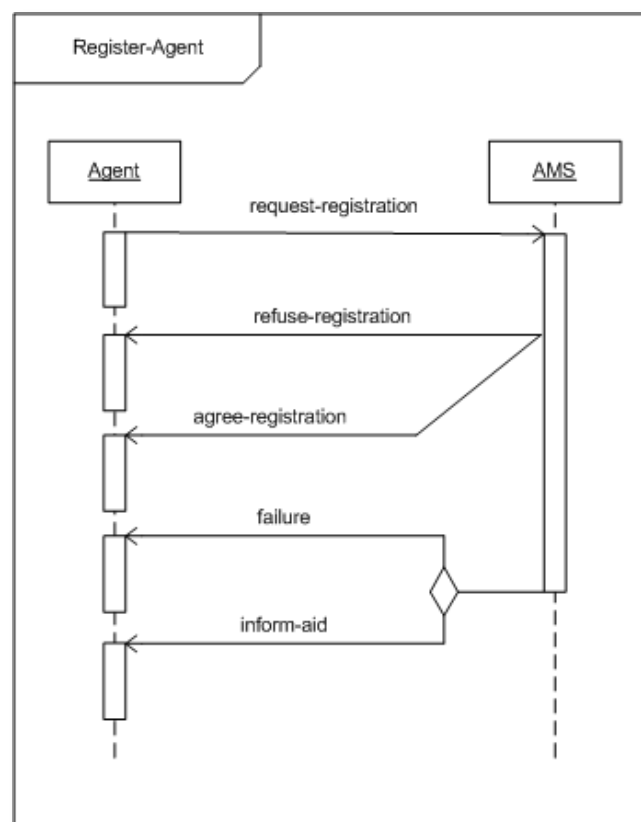 Register-Agent
Agent
AMS
request-registration
refuse-registration
agree-registration
failure
inform-aid